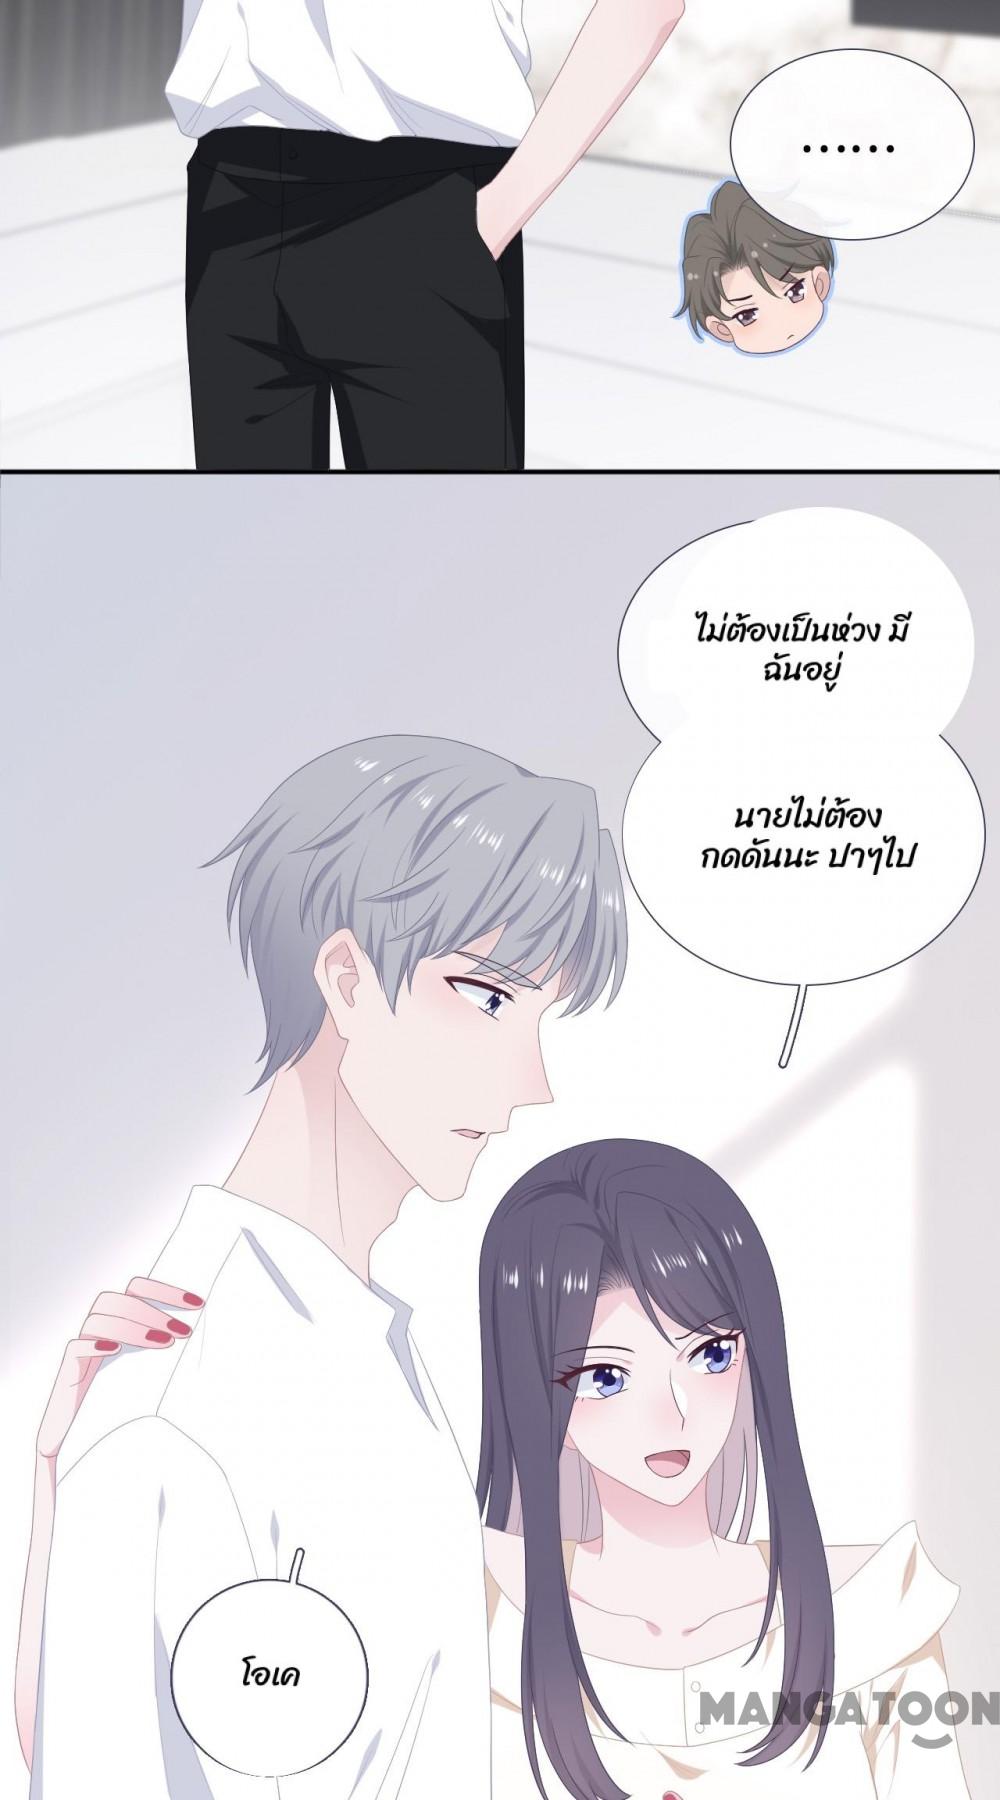 ......
ไม่ต้องเป็นห่วง มี
ฉันอยู่
นายไม่ต้อง
กดดันนะ ปาๆไป
โอเค
MANGATOON